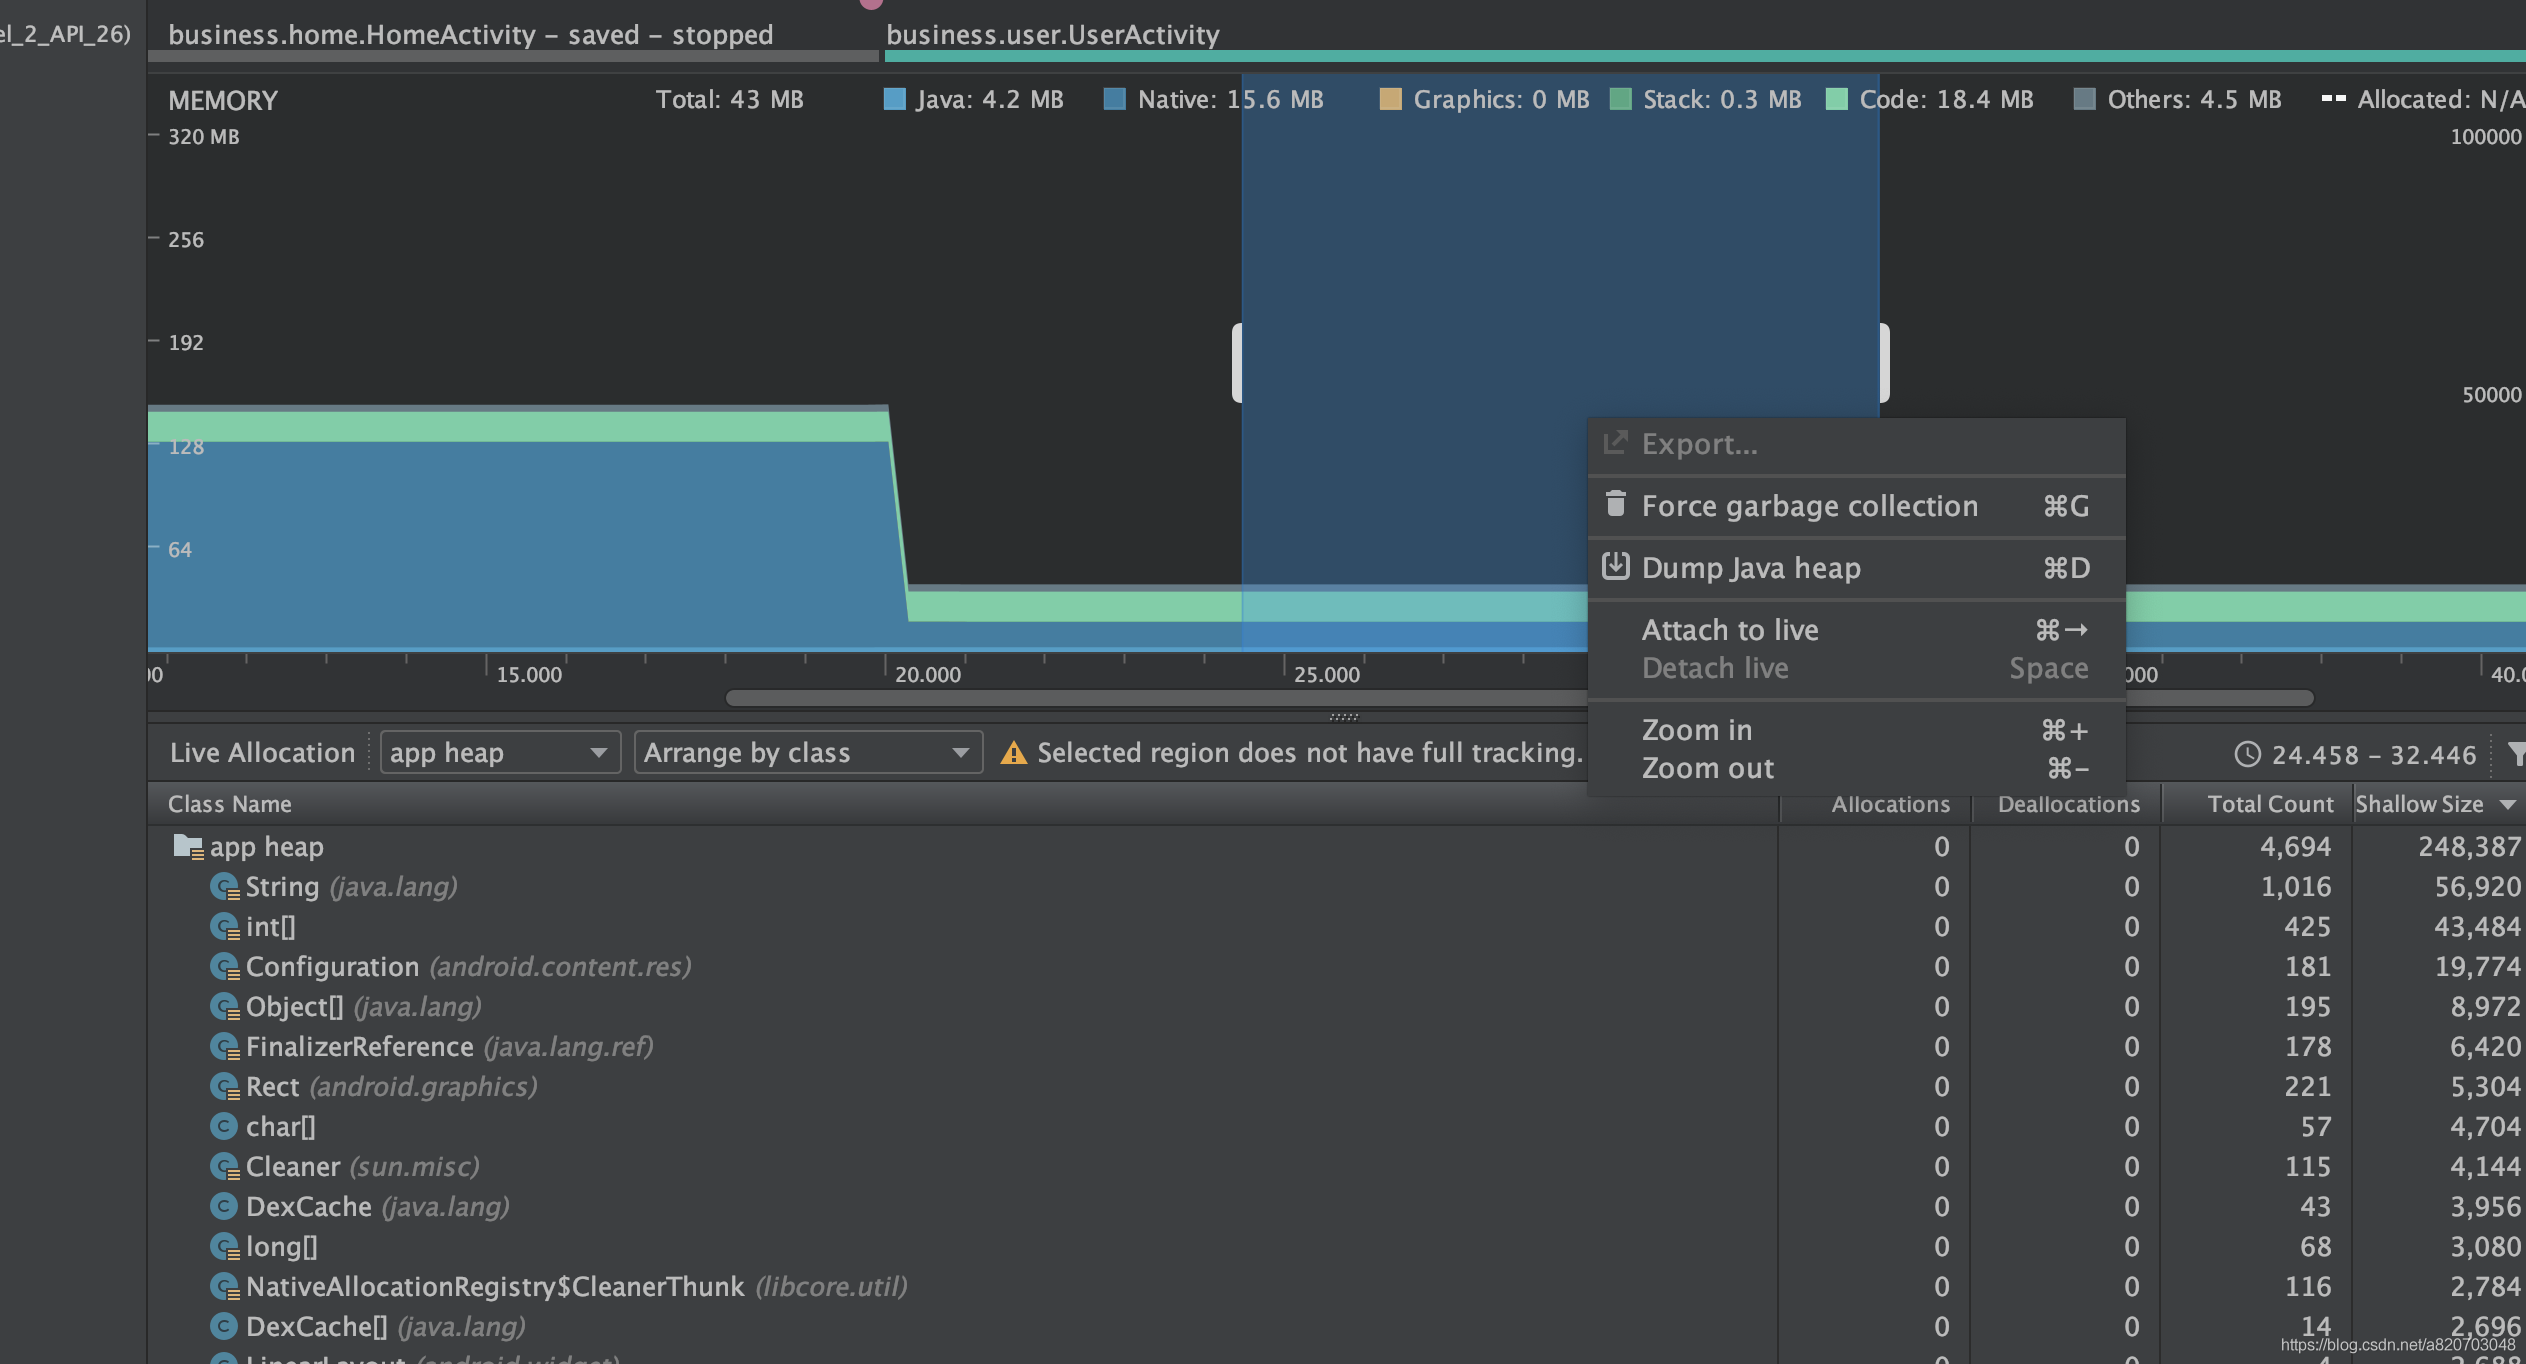 el_2_API_26)
business.home.HomeActivity – saved – stopped
business.user.UserActivity
MEMORY
Total: 43 MB
Java: 4.2 MB
Native: 15.6 MB
Graphics: 0 MB
Stack: 0.3 MB
Code: 18.4 MB
Others: 4.5 MB
Allocated: N/A
320 MB
100000
256
192
50000
128
64
Export...
Force garbage collection ⌘G
Dump Java heap ⌘D
Attach to live ⌘→
Detach live Space
Zoom in ⌘+
Zoom out ⌘–
00
15.000
20.000
25.000
000
40.0
Live Allocation
app heap
Arrange by class
Selected region does not have full tracking.
24.458 – 32.446
Class Name Allocations Deallocations Total Count Shallow Size
app heap 0 0 4,694 248,387
String (java.lang) 0 0 1,016 56,920
int[] 0 0 425 43,484
Configuration (android.content.res) 0 0 181 19,774
Object[] (java.lang) 0 0 195 8,972
FinalizerReference (java.lang.ref) 0 0 178 6,420
Rect (android.graphics) 0 0 221 5,304
char[] 0 0 57 4,704
Cleaner (sun.misc) 0 0 115 4,144
DexCache (java.lang) 0 0 43 3,956
long[] 0 0 68 3,080
NativeAllocationRegistry$CleanerThunk (libcore.util) 0 0 116 2,784
DexCache[] (java.lang) 0 0 14 2,696
LinearLayout (android.widget)
https://blog.csdn.net/a820703048